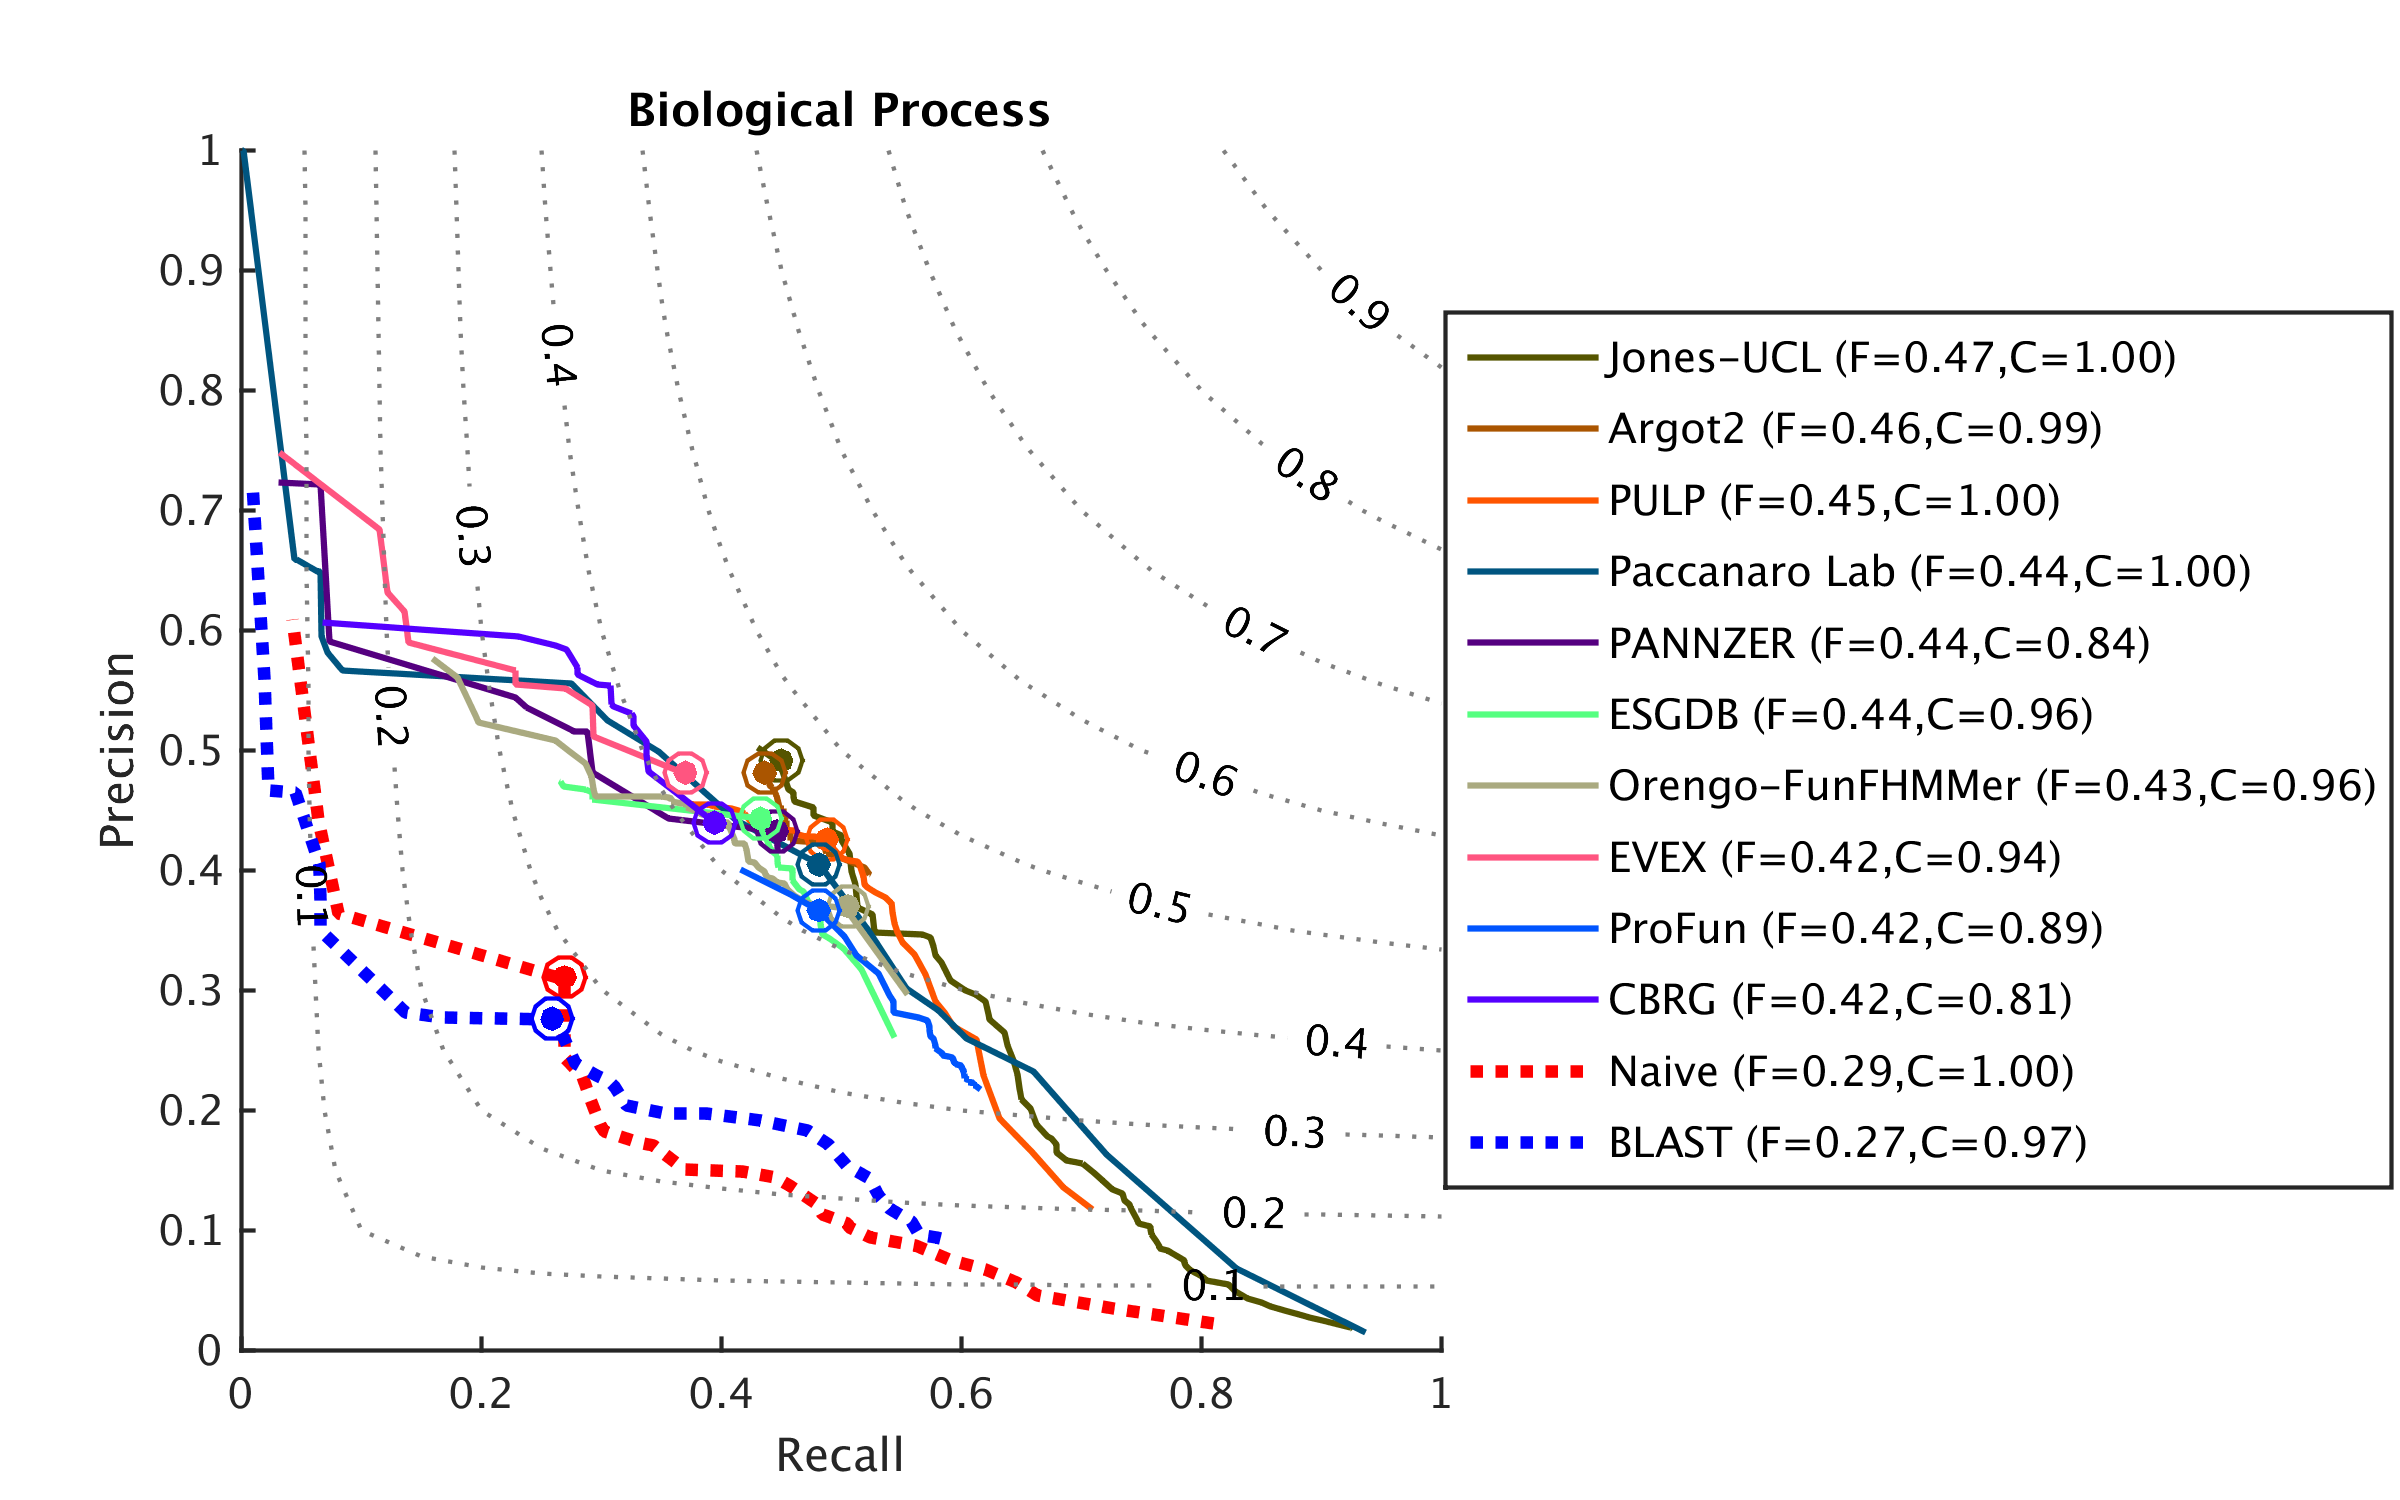 Biological Process
1
0.9
0.8
0.7
0.6
0.5
0.4
0.3
0.2
0.1
0
Precision
0
0.2
0.4
0.6
0.8
1
Recall
0.1
0.2
0.3
0.4
0.9
0.8
0.7
0.6
0.5
0.4
0.3
0.2
0.1
Jones-UCL (F=0.47,C=1.00)
Argot2 (F=0.46,C=0.99)
PULP (F=0.45,C=1.00)
Paccanaro Lab (F=0.44,C=1.00)
PANNZER (F=0.44,C=0.84)
ESGDB (F=0.44,C=0.96)
Orengo-FunFHMMer (F=0.43,C=0.96)
EVEX (F=0.42,C=0.94)
ProFun (F=0.42,C=0.89)
CBRG (F=0.42,C=0.81)
Naive (F=0.29,C=1.00)
BLAST (F=0.27,C=0.97)